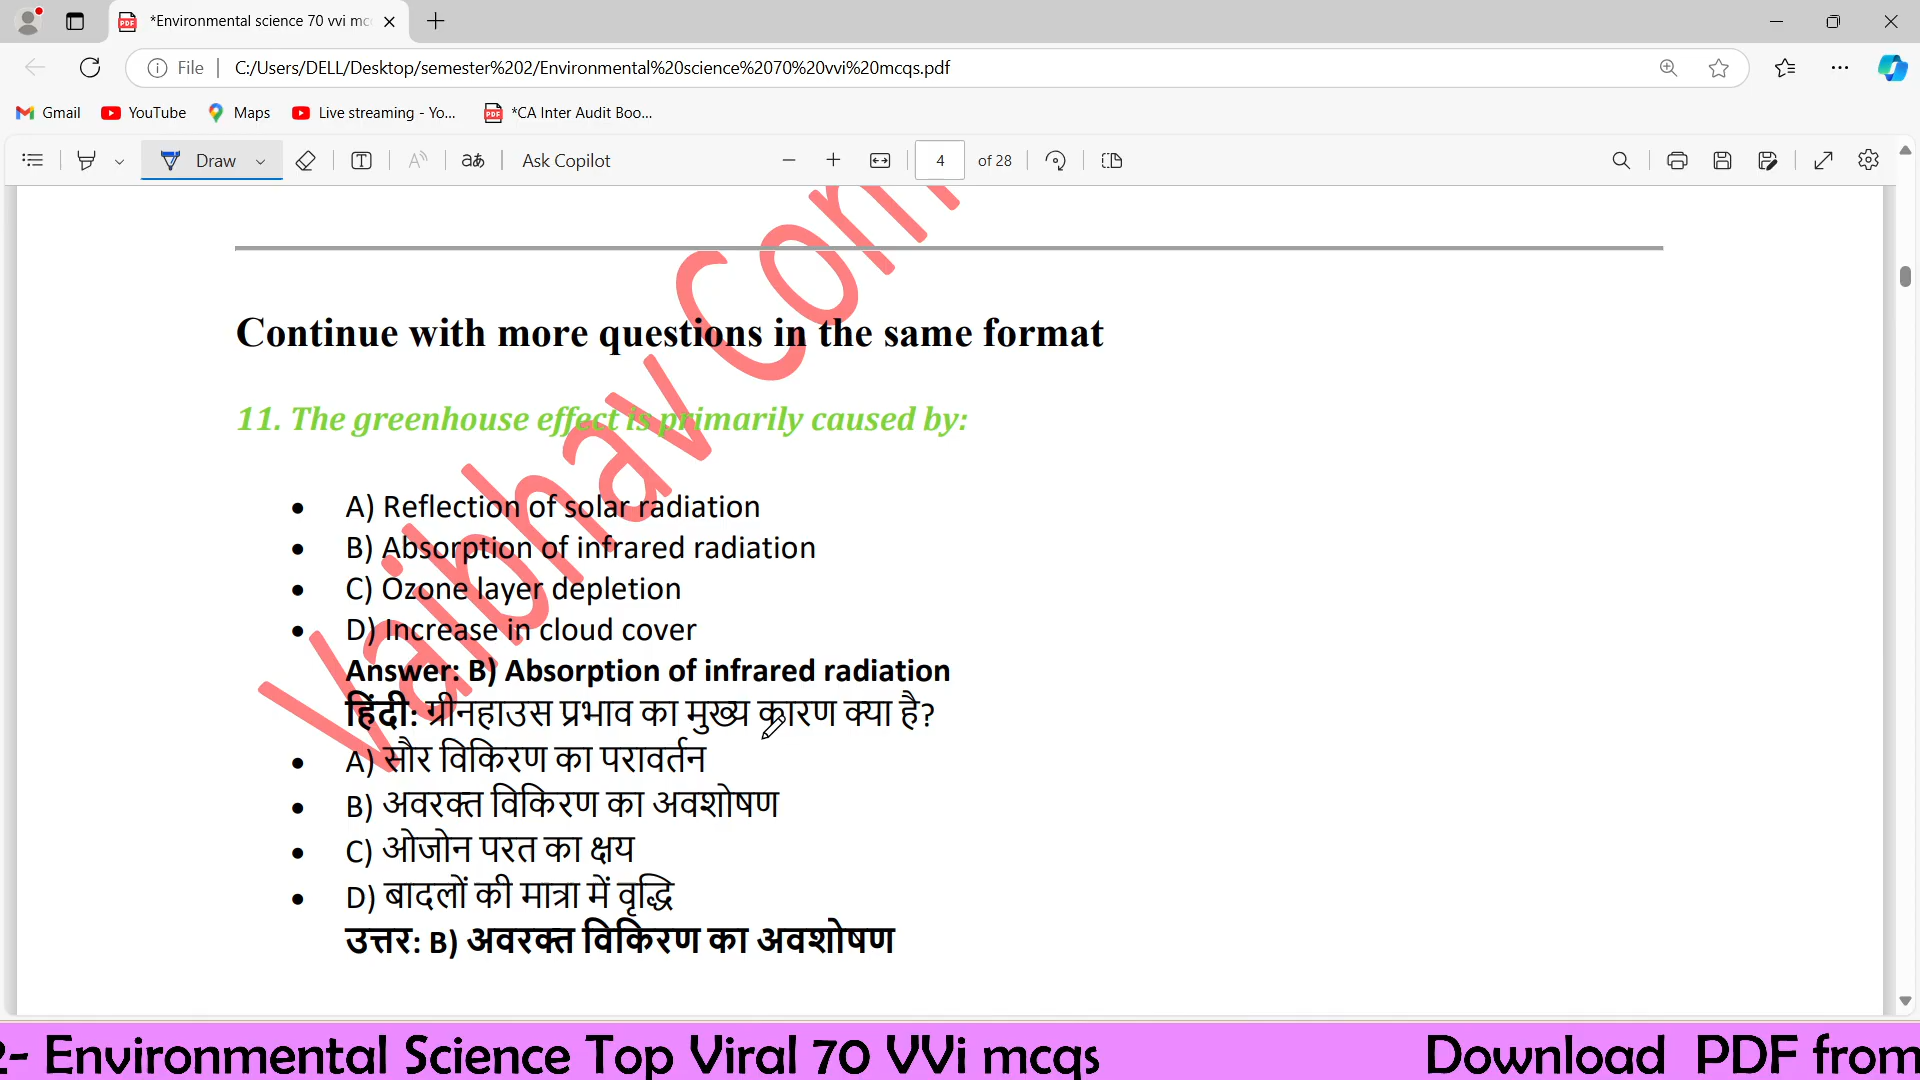 *Environmental science 70 vvi mc
File
C:/Users/DELL/Desktop/semester%202/Environmental%20science%2070%20vvi%20mcqs.pdf
Gmail
YouTube
Maps
Live streaming - Yo...
*CA Inter Audit Boo...
Draw
Ask Copilot
4
of 28
Vaibhav Com
Continue with more questions in the same format
11. The greenhouse effect is primarily caused by:
• A) Reflection of solar radiation
• B) Absorption of infrared radiation
• C) Ozone layer depletion
• D) Increase in cloud cover
Answer: B) Absorption of infrared radiation
हिंदी: ग्रीनहाउस प्रभाव का मुख्य कारण क्या है?
• A) सौर विकिरण का परावर्तन
• B) अवरक्त विकिरण का अवशोषण
• C) ओजोन परत का क्षय
• D) बादलों की मात्रा में वृद्धि
उत्तर: B) अवरक्त विकिरण का अवशोषण
2- Environmental Science Top Viral 70 VVi mcqs
Download PDF from